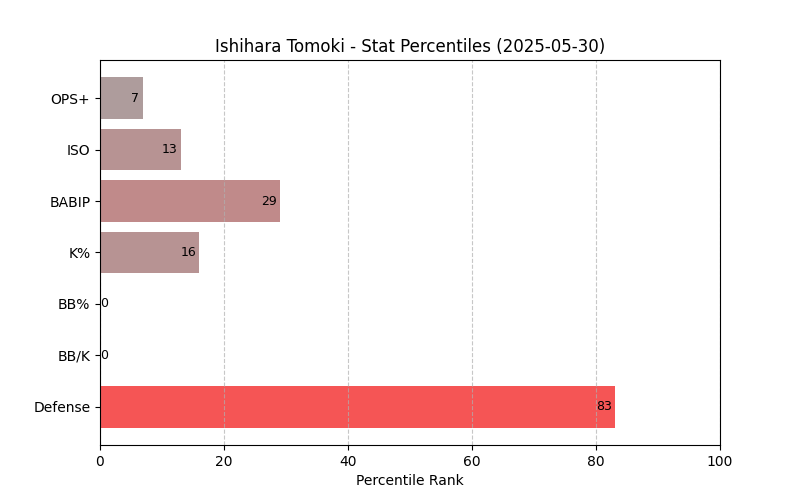 Ishihara Tomoki - Stat Percentiles (2025-05-30)
OPS+ 7
ISO 13
BABIP 29
K% 16
BB% 0
BB/K 0
Defense 83
0 20 40 60 80 100
Percentile Rank